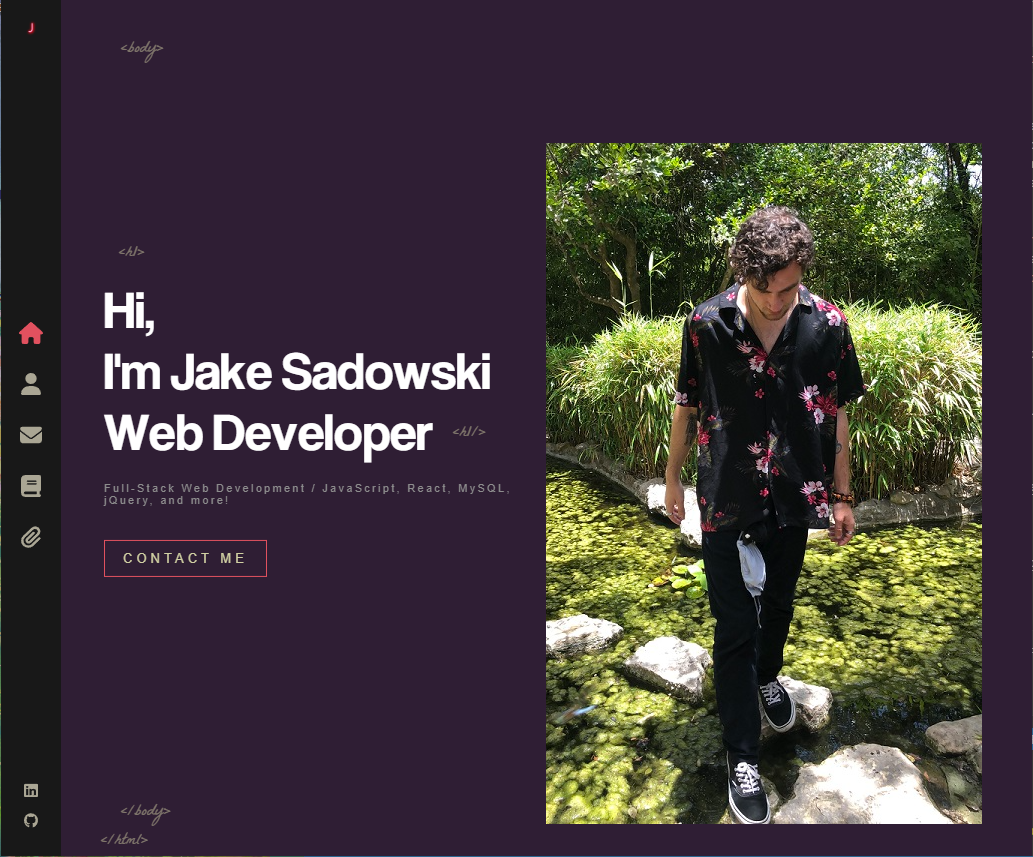 J
<body>
<h1>
Hi,
I'm Jake Sadowski
Web Developer
<h1/>
Full-Stack Web Development / JavaScript, React, MySQL,
jQuery, and more!
CONTACT ME
in
</body>
</html>